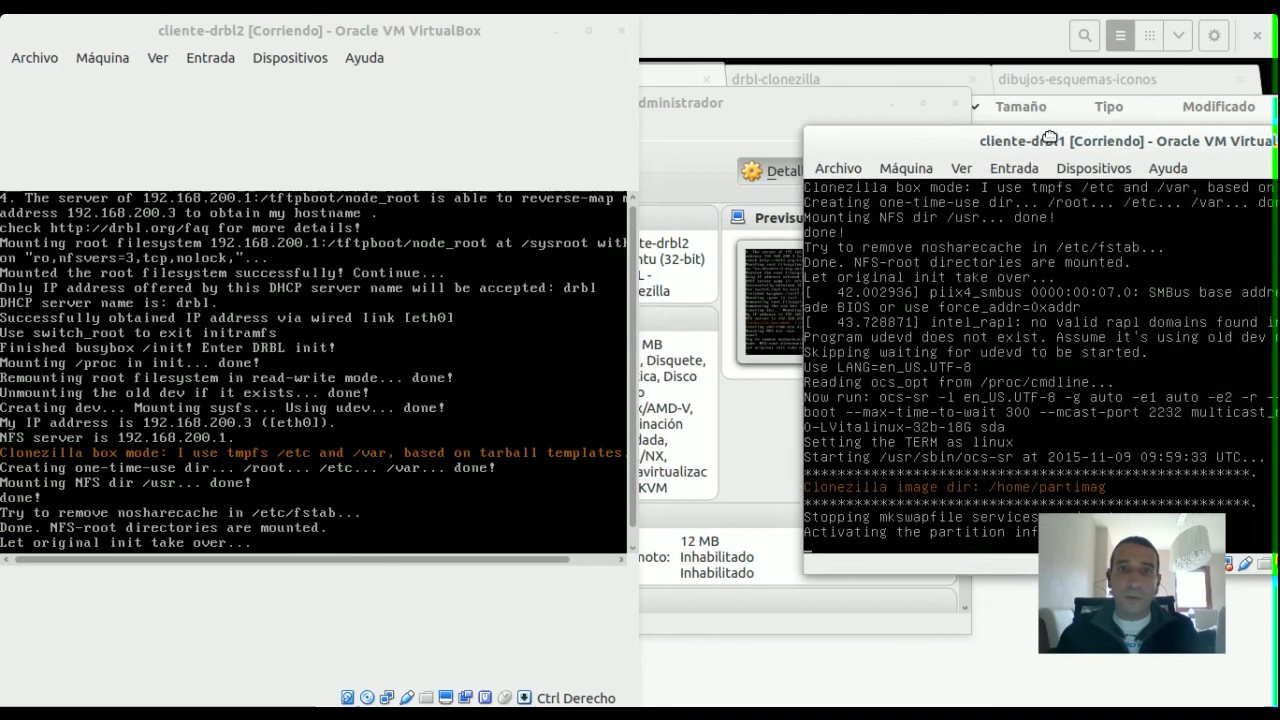 cliente-drbl2 [Corriendo] - Oracle VM VirtualBox
Archivo Máquina Ver Entrada Dispositivos Ayuda
4. The server of 192.168.200.1:/tftpboot/node_root is able to reverse-map m
address 192.168.200.3 to obtain my hostname .
check http://drbl.org/faq for more details!
Mounting root filesystem 192.168.200.1:/tftpboot/node_root at /sysroot with
on "rp,nfsvers=3,tcp,nolock,"...
Mounted the root filesystem successfully! Continue...
Only IP address offered by this DHCP server name will be accepted: drbl
DHCP server name is: drbl.
Successfully obtained IP address via wired link [eth0]
Use switch_root to exit initramfs
Finished busybox /init! Enter DRBL init!
Mounting /proc in init... done!
Remounting root filesystem in read-write mode... done!
Unmounting the old dev if it exists... done!
Creating dev... Mounting sysfs... Using udev... done!
My IP address is 192.168.200.3 ([eth0]).
NFS server is 192.168.200.1.
Clonezilla box mode: I use tmpfs /etc and /var, based on tarball templates.
Creating one-time-use dir... /root... /etc... /var... done!
Mounting NFS dir /usr... done!
done!
Try to remove nosharecache in /etc/fstab...
Done. NFS-root directories are mounted.
Let original init take over...
Ctrl Derecho
drbl-clonezilla
dibujos-esquemas-iconos
Tamaño Tipo Modificado
dministrador
Detal
Previsu
te-drbl2
ntu (32-bit)
L -
ezilla
MB
Disquete,
ica, Disco
x/AMD-V,
minación
dada,
/NX,
avirtualizac
KVM
12 MB
moto: Inhabilitado
Inhabilitado
cliente-drbl1 [Corriendo] - Oracle VM Virtual
Archivo Máquina Ver Entrada Dispositivos Ayuda
Clonezilla box mode: I use tmpfs /etc and /var, based on
Creating one-time-use dir... /root... /etc... /var... do
Mounting NFS dir /usr... done!
done!
Try to remove nosharecache in /etc/fstab...
Done. NFS-root directories are mounted.
Let original init take over...
[ 42.002936] piix4_smbus 0000:00:07.0: SMBus base addr
ade BIOS or use force_addr=0xaddr
[ 43.728871] intel_rapl: no valid rapl domains found i
Program udevd does not exist. Assume it's using old dev
Skipping waiting for udevd to be started.
Use LANG=en_US.UTF-8
Reading ocs_opt from /proc/cmdline...
Now run: ocs-sr -l en_US.UTF-8 -g auto -e1 auto -e2 -r -
boot --max-time-to-wait 300 --mcast-port 2232 multicast_
O-LVitalinux-32b-18G sda
Setting the TERM as linux
Starting /usr/sbin/ocs-sr at 2015-11-09 09:59:33 UTC...
*****************************************************.
Clonezilla image dir: /home/partimag
*****************************************************.
Stopping mkswapfile services
Activating the partition inf